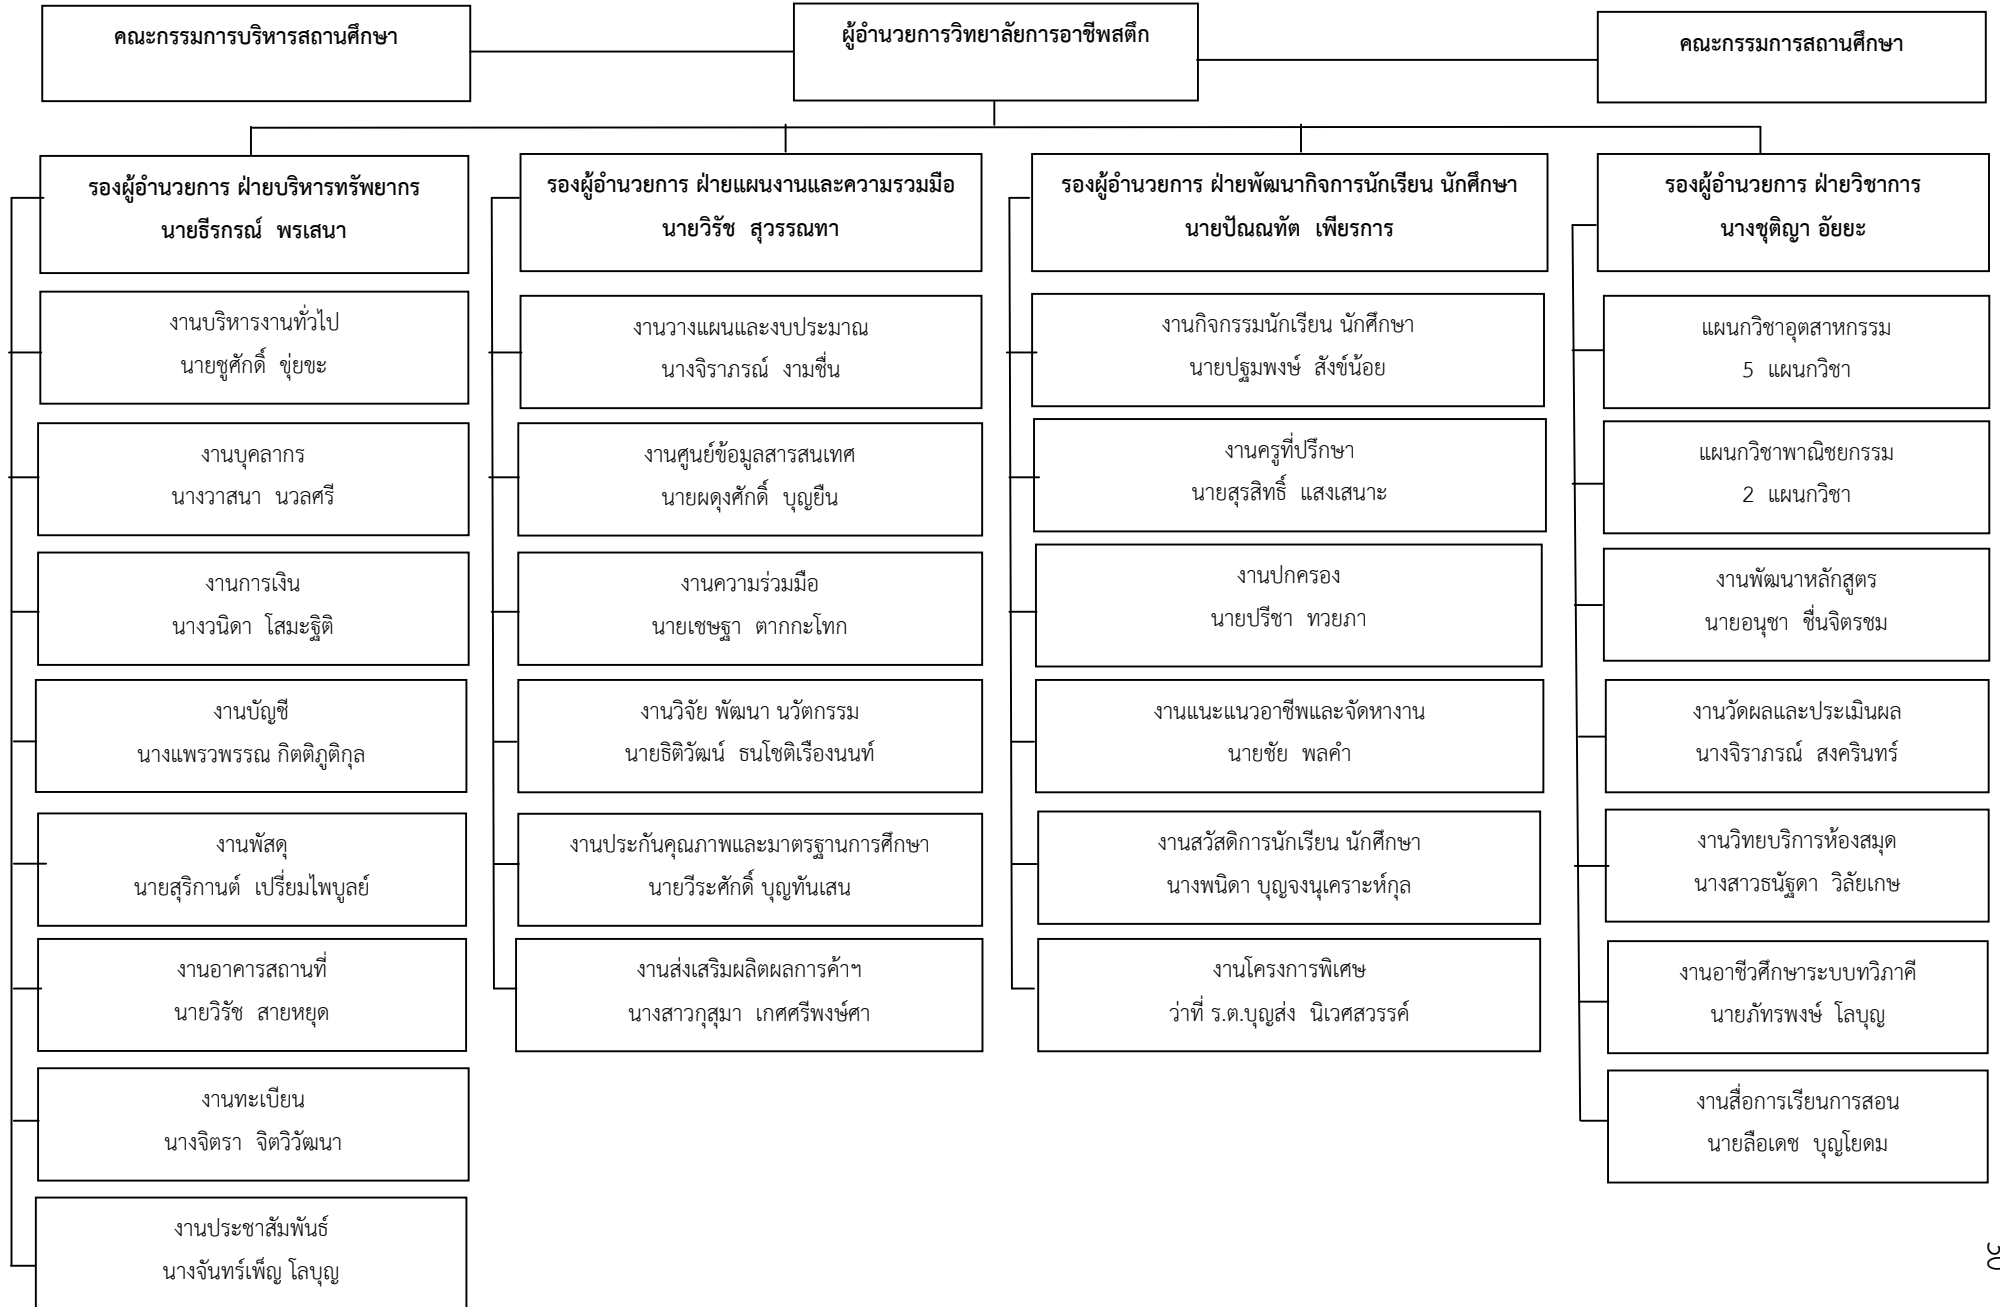 คณะกรรมการบริหารสถานศึกษา
ผู้อำนวยการวิทยาลัยการอาชีพสตึก
คณะกรรมการสถานศึกษา
รองผู้อำนวยการ ฝ่ายบริหารทรัพยากร
นายธีรกรณ์ พรเสนา
งานบริหารงานทั่วไป
นายชูศักดิ์ ขุ่ยขะ
งานบุคลากร
นางวาสนา นวลศรี
งานการเงิน
นางวนิดา โสมะฐิติ
งานบัญชี
นางแพรวพรรณ กิตติภูติกุล
งานพัสดุ
นายสุริกานต์ เปรี่ยมไพบูลย์
งานอาคารสถานที่
นายวิรัช สายหยุด
งานทะเบียน
นางจิตรา จิตวิวัฒนา
งานประชาสัมพันธ์
นางจันทร์เพ็ญ โลบุญ
รองผู้อำนวยการ ฝ่ายแผนงานและความรวมมือ
นายวิรัช สุวรรณทา
งานวางแผนและงบประมาณ
นางจิราภรณ์ งามชื่น
งานศูนย์ข้อมูลสารสนเทศ
นายผดุงศักดิ์ บุญยืน
งานความร่วมมือ
นายเชษฐา ตากกะโทก
งานวิจัย พัฒนา นวัตกรรม
นายธิติวัฒน์ ธนโชติเรืองนนท์
งานประกันคุณภาพและมาตรฐานการศึกษา
นายวีระศักดิ์ บุญทันเสน
งานส่งเสริมผลิตผลการค้าฯ
นางสาวกุสุมา เกศศรีพงษ์ศา
รองผู้อำนวยการ ฝ่ายพัฒนากิจการนักเรียน นักศึกษา
นายปัณณทัต เพียรการ
งานกิจกรรมนักเรียน นักศึกษา
นายปฐมพงษ์ สังข์น้อย
งานครูที่ปรึกษา
นายสุรสิทธิ์ แสงเสนาะ
งานปกครอง
นายปรีชา ทวยภา
งานแนะแนวอาชีพและจัดหางาน
นายชัย พลคำ
งานสวัสดิการนักเรียน นักศึกษา
นางพนิดา บุญจงนุเคราะห์กุล
งานโครงการพิเศษ
ว่าที่ ร.ต.บุญส่ง นิเวศสวรรค์
รองผู้อำนวยการ ฝ่ายวิชาการ
นางชุติญา อัยยะ
แผนกวิชาอุตสาหกรรม
5 แผนกวิชา
แผนกวิชาพาณิชยกรรม
2 แผนกวิชา
งานพัฒนาหลักสูตร
นายอนุชา ชื่นจิตรชม
งานวัดผลและประเมินผล
นางจิราภรณ์ สงครินทร์
งานวิทยบริการห้องสมุด
นางสาวธนัฐดา วิลัยเกษ
งานอาชีวศึกษาระบบทวิภาคี
นายภัทรพงษ์ โลบุญ
งานสื่อการเรียนการสอน
นายลือเดช บุญโยดม